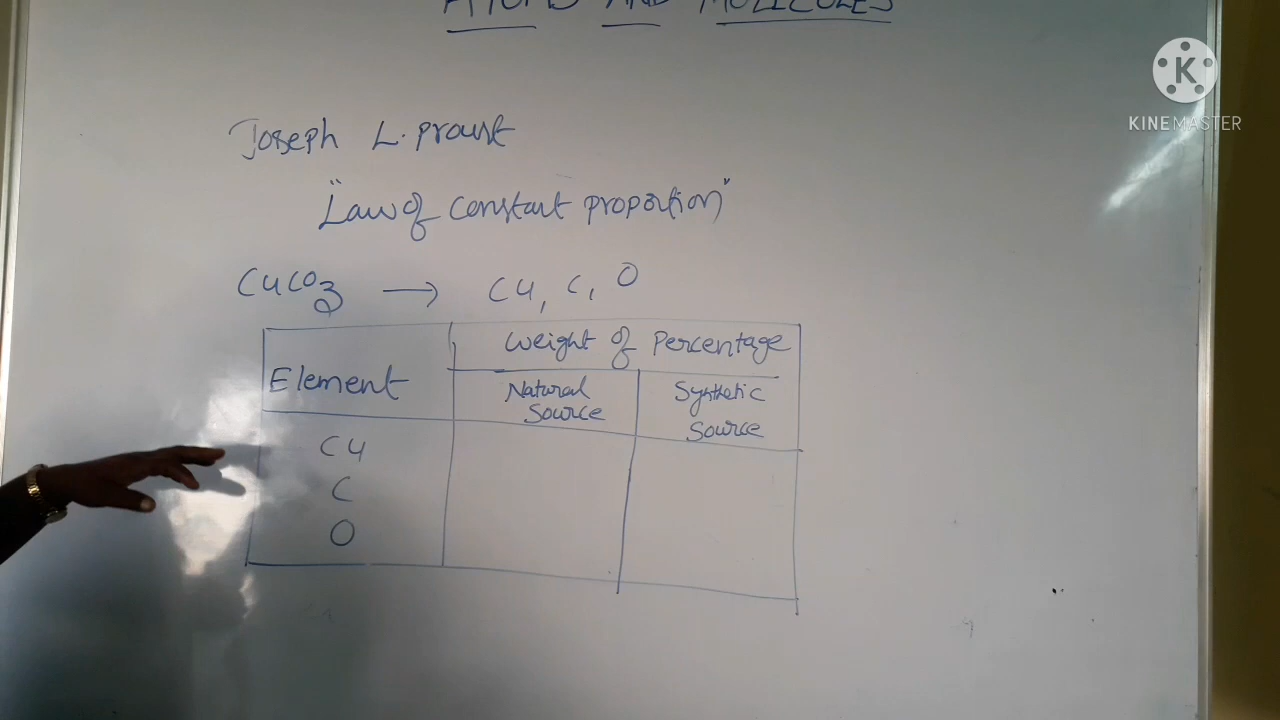 ATOMS AND MOLECULES
K
KINEMASTER
Joseph L. proust
"Law of constant proportion"
CuCO3 → Cu, C, O
Element
Weight of Percentage
Natural Source
Synthetic Source
Cu
C
O